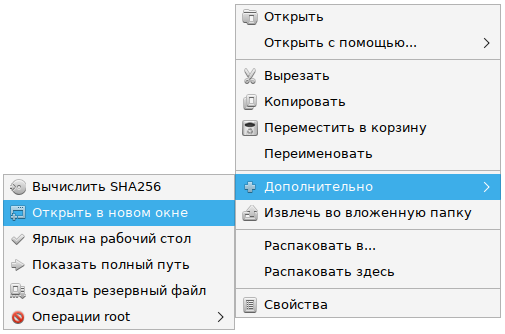 Открыть
Открыть с помощью...
Вырезать
Копировать
Переместить в корзину
Переименовать
Дополнительно
Извлечь во вложенную папку
Распаковать в...
Распаковать здесь
Свойства
Вычислить SHA256
Открыть в новом окне
Ярлык на рабочий стол
Показать полный путь
Создать резервный файл
Операции root